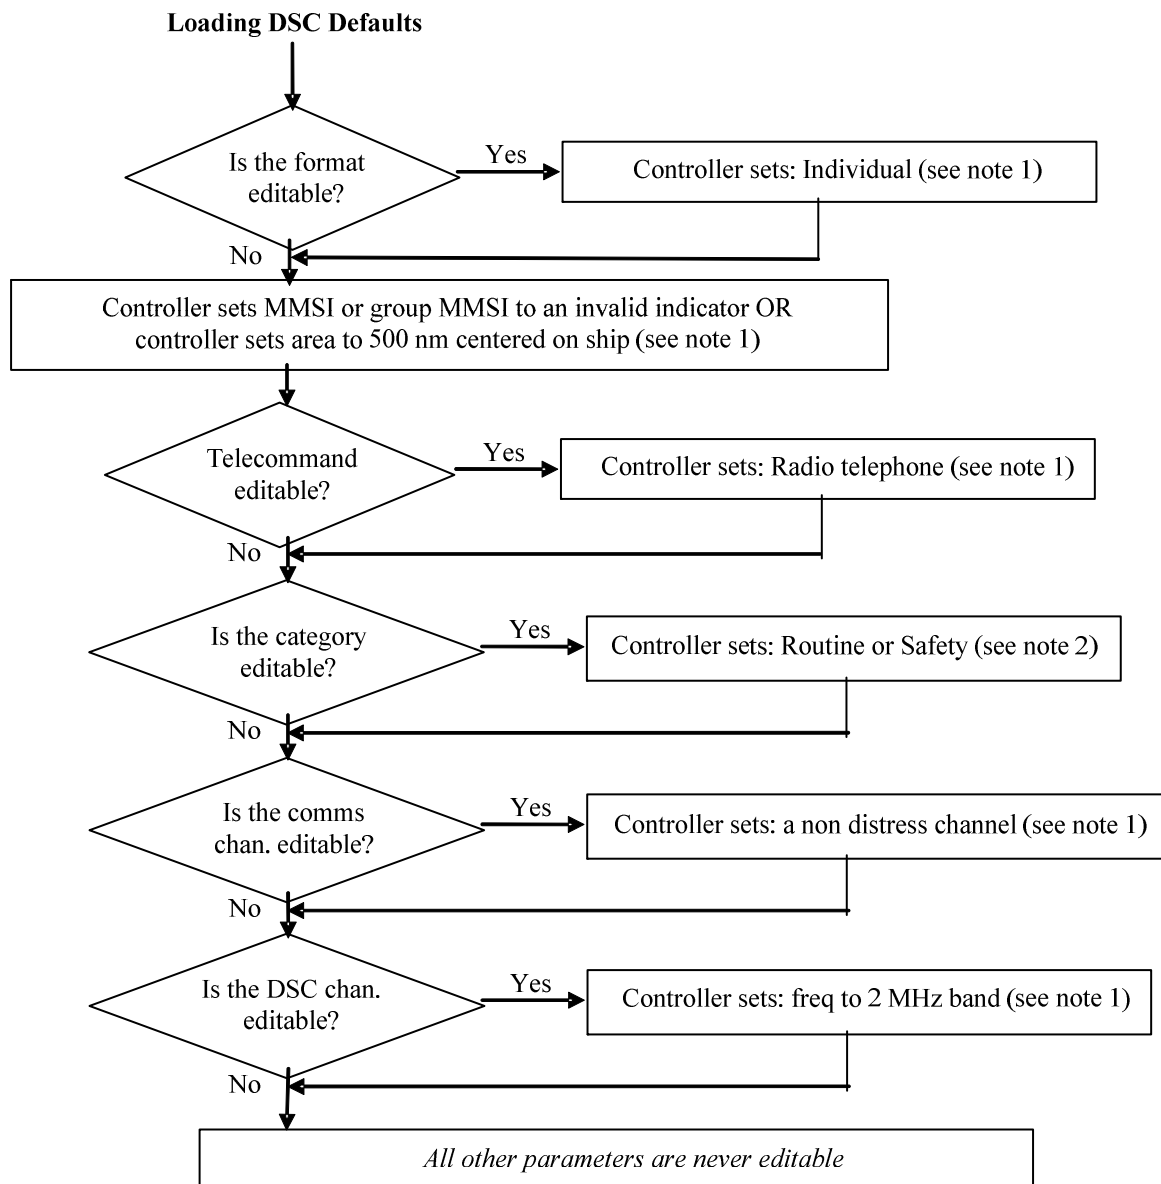 Loading DSC Defaults
Is the format
editable?
Yes
Controller sets: Individual (see note 1)
No
Controller sets MMSI or group MMSI to an invalid indicator OR
controller sets area to 500 nm centered on ship (see note 1)
Telecommand
editable?
Yes
Controller sets: Radio telephone (see note 1)
No
Is the category
editable?
Yes
Controller sets: Routine or Safety (see note 2)
No
Is the comms
chan. editable?
Yes
Controller sets: a non distress channel (see note 1)
No
Is the DSC chan.
editable?
Yes
Controller sets: freq to 2 MHz band (see note 1)
No
All other parameters are never editable